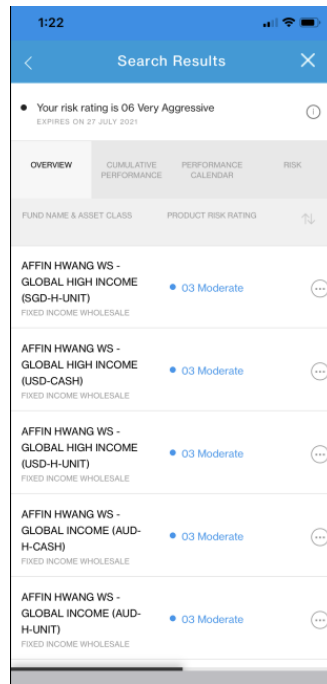 1:22
Search Results
Your risk rating is 06 Very Aggressive
EXPIRES ON 27 JULY 2021
OVERVIEW
CUMULATIVE
PERFORMANCE
PERFORMANCE
CALENDAR
RISK
FUND NAME & ASSET CLASS
PRODUCT RISK RATING
AFFIN HWANG WS -
GLOBAL HIGH INCOME
(SGD-H-UNIT)
FIXED INCOME WHOLESALE
03 Moderate
AFFIN HWANG WS -
GLOBAL HIGH INCOME
(USD-CASH)
FIXED INCOME WHOLESALE
03 Moderate
AFFIN HWANG WS -
GLOBAL HIGH INCOME
(USD-H-UNIT)
FIXED INCOME WHOLESALE
03 Moderate
AFFIN HWANG WS -
GLOBAL INCOME (AUD-
H-CASH)
FIXED INCOME WHOLESALE
03 Moderate
AFFIN HWANG WS -
GLOBAL INCOME (AUD-
H-UNIT)
FIXED INCOME WHOLESALE
03 Moderate